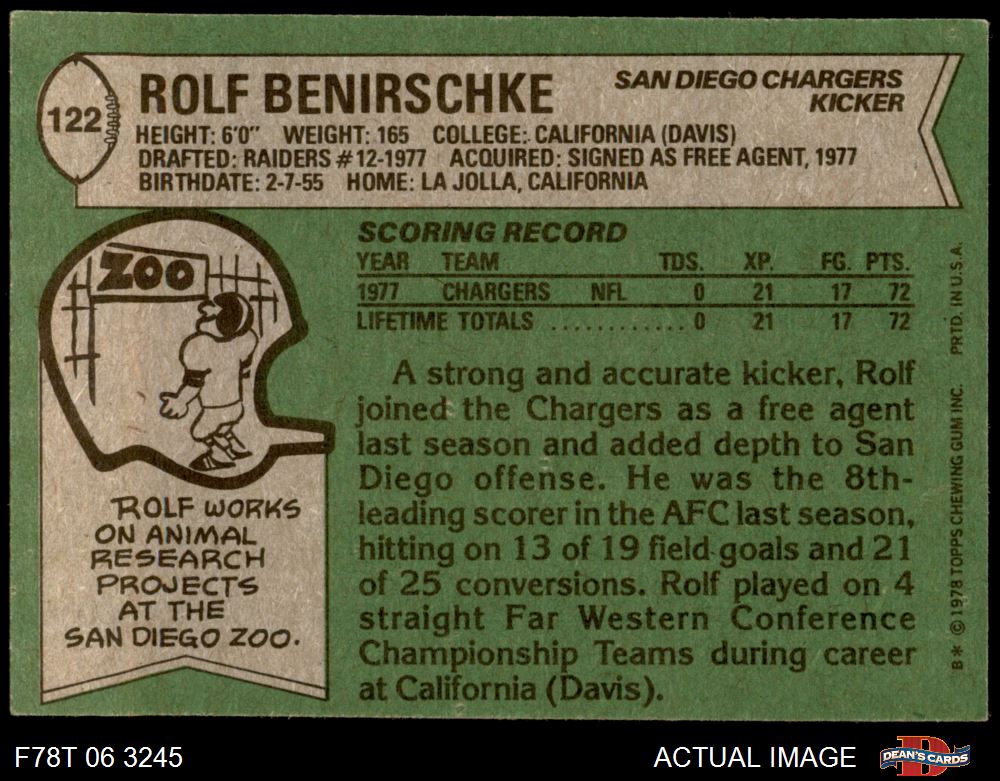 122
ROLF BENIRSCHKE
SAN DIEGO CHARGERS
KICKER
HEIGHT: 6'0" WEIGHT: 165 COLLEGE: CALIFORNIA (DAVIS)
DRAFTED: RAIDERS #12-1977 ACQUIRED: SIGNED AS FREE AGENT, 1977
BIRTHDATE: 2-7-55 HOME: LA JOLLA, CALIFORNIA
ZOO
ROLF WORKS
ON ANIMAL
RESEARCH
PROJECTS
AT THE
SAN DIEGO ZOO.
SCORING RECORD
YEAR TEAM TDS. XP. FG. PTS.
1977 CHARGERS NFL 0 21 17 72
LIFETIME TOTALS ............ 0 21 17 72
A strong and accurate kicker, Rolf
joined the Chargers as a free agent
last season and added depth to San
Diego offense. He was the 8th-
leading scorer in the AFC last season,
hitting on 13 of 19 field goals and 21
of 25 conversions. Rolf played on 4
straight Far Western Conference
Championship Teams during career
at California (Davis).
B* © 1978 TOPPS CHEWING GUM INC. PRTD. IN U.S.A.
F78T 06 3245
ACTUAL IMAGE
DEAN'S CARDS